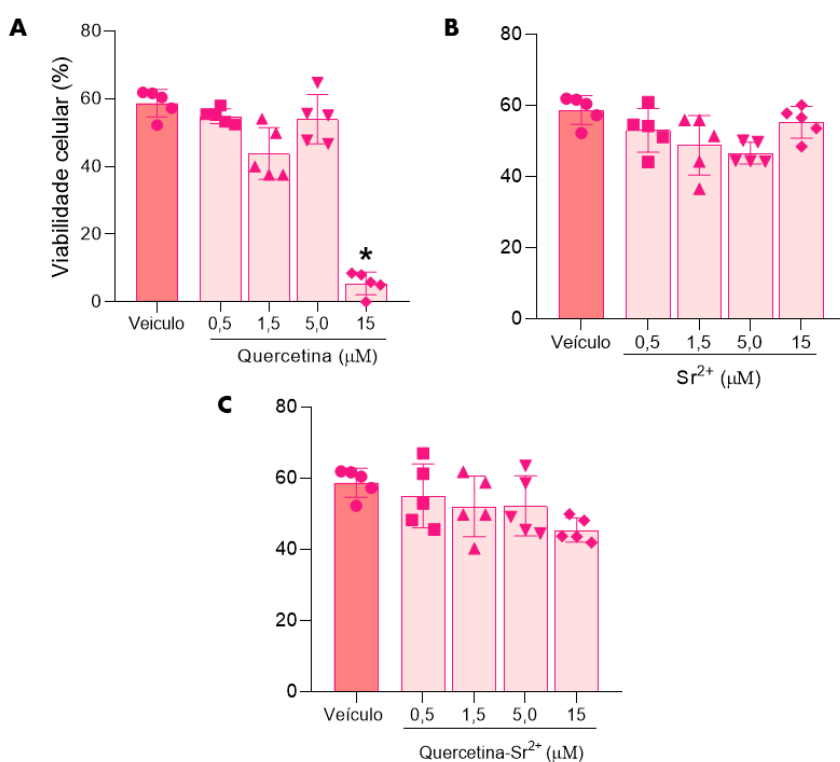 A
Viabilidade celular (%)
80
60
40
20
0
*
Veiculo 0,5 1,5 5,0 15
Quercetina (μM)
B
80
60
40
20
0
Veículo 0,5 1,5 5,0 15
Sr²⁺ (μM)
C
80
60
40
20
0
Veículo 0,5 1,5 5,0 15
Quercetina-Sr²⁺ (μM)